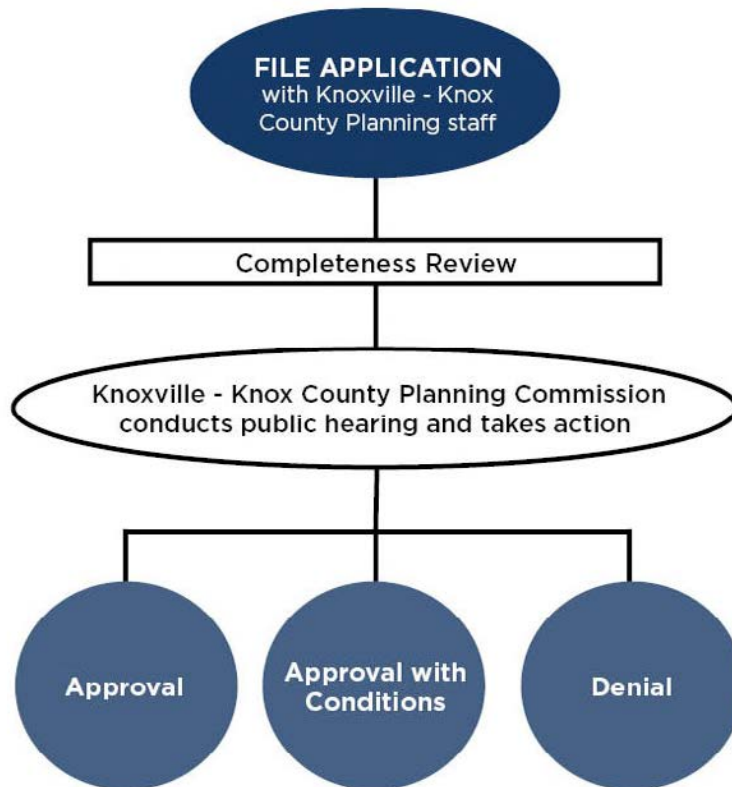 FILE APPLICATION
with Knoxville - Knox
County Planning staff
Completeness Review
Knoxville - Knox County Planning Commission
conducts public hearing and takes action
Approval
Approval with
Conditions
Denial